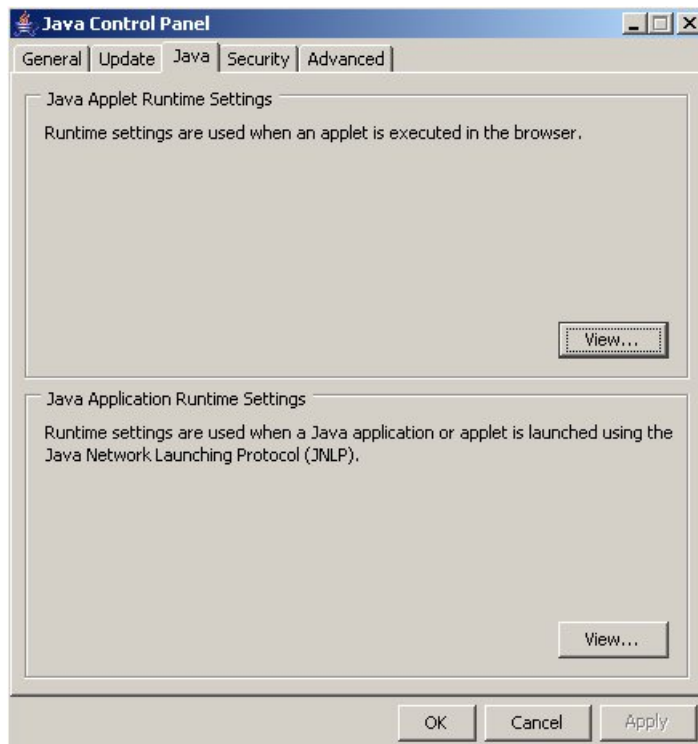 Java Control Panel
General Update Java Security Advanced
Java Applet Runtime Settings
Runtime settings are used when an applet is executed in the browser.
View...
Java Application Runtime Settings
Runtime settings are used when a Java application or applet is launched using the
Java Network Launching Protocol (JNLP).
View...
OK Cancel Apply